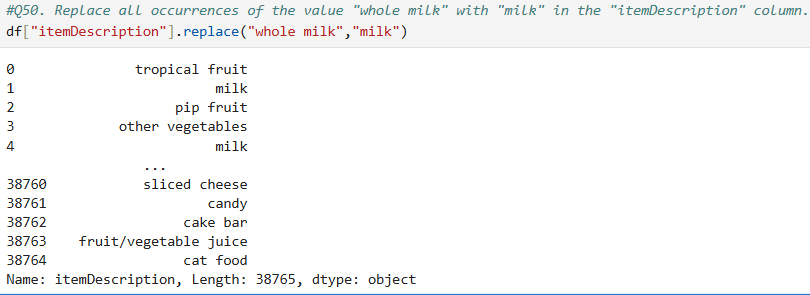 #Q50. Replace all occurrences of the value "whole milk" with "milk" in the "itemDescription" column.
df["itemDescription"].replace("whole milk","milk")
0 tropical fruit
1 milk
2 pip fruit
3 other vegetables
4 milk
...
38760 sliced cheese
38761 candy
38762 cake bar
38763 fruit/vegetable juice
38764 cat food
Name: itemDescription, Length: 38765, dtype: object